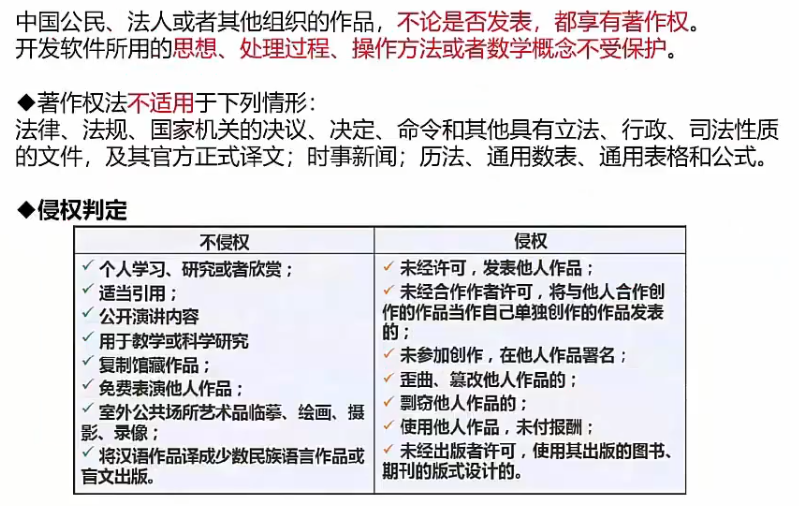 中国公民、法人或者其他组织的作品，不论是否发表，都享有著作权。
开发软件所用的思想、处理过程、操作方法或者数学概念不受保护。
◆著作权法不适用于下列情形：
法律、法规、国家机关的决议、决定、命令和其他具有立法、行政、司法性质
的文件，及其官方正式译文；时事新闻；历法、通用数表、通用表格和公式。
◆侵权判定
不侵权
✓ 个人学习、研究或者欣赏；
✓ 适当引用；
✓ 公开演讲内容
✓ 用于教学或科学研究
✓ 复制馆藏作品；
✓ 免费表演他人作品；
✓ 室外公共场所艺术品临摹、绘画、摄
影、录像；
✓ 将汉语作品译成少数民族语言作品或
盲文出版。
侵权
✓ 未经许可，发表他人作品；
✓ 未经合作作者许可，将与他人合作创
作的作品当作自己单独创作的作品发表
的；
✓ 未参加创作，在他人作品署名；
✓ 歪曲、篡改他人作品的；
✓ 剽窃他人作品的；
✓ 使用他人作品，未付报酬；
✓ 未经出版者许可，使用其出版的图书、
期刊的版式设计的。